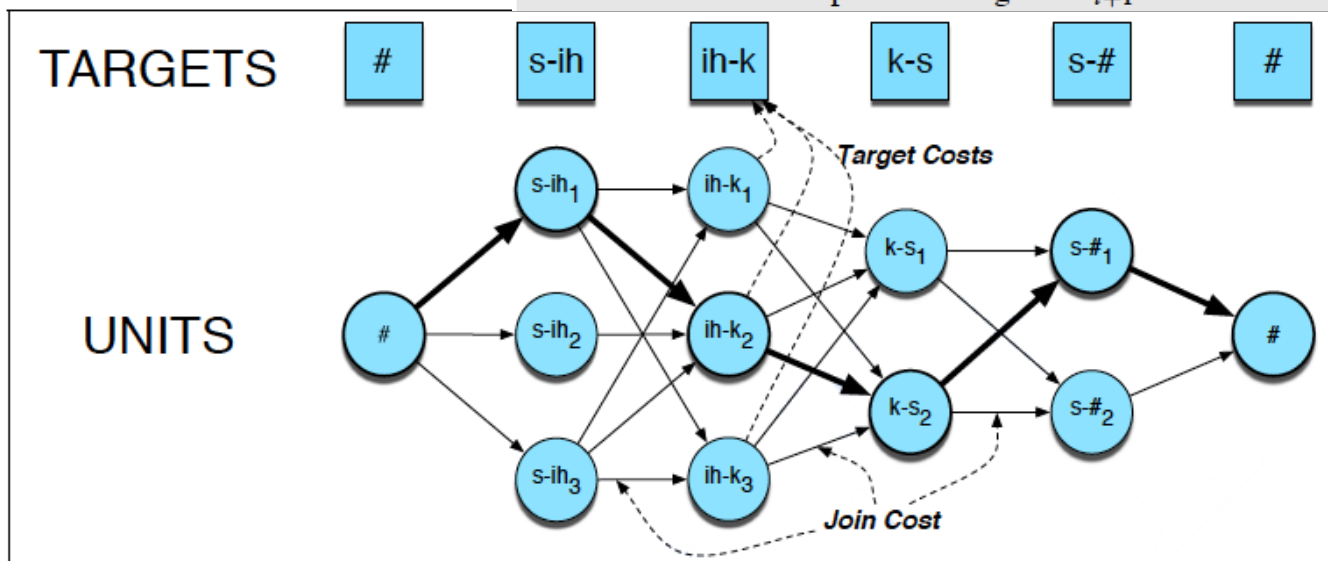 TARGETS # s-ih ih-k k-s s-# #
Target Costs
s-ih1 ih-k1
k-s1 s-#1
UNITS # s-ih2 ih-k2 #
k-s2 s-#2
s-ih3 ih-k3
Join Cost